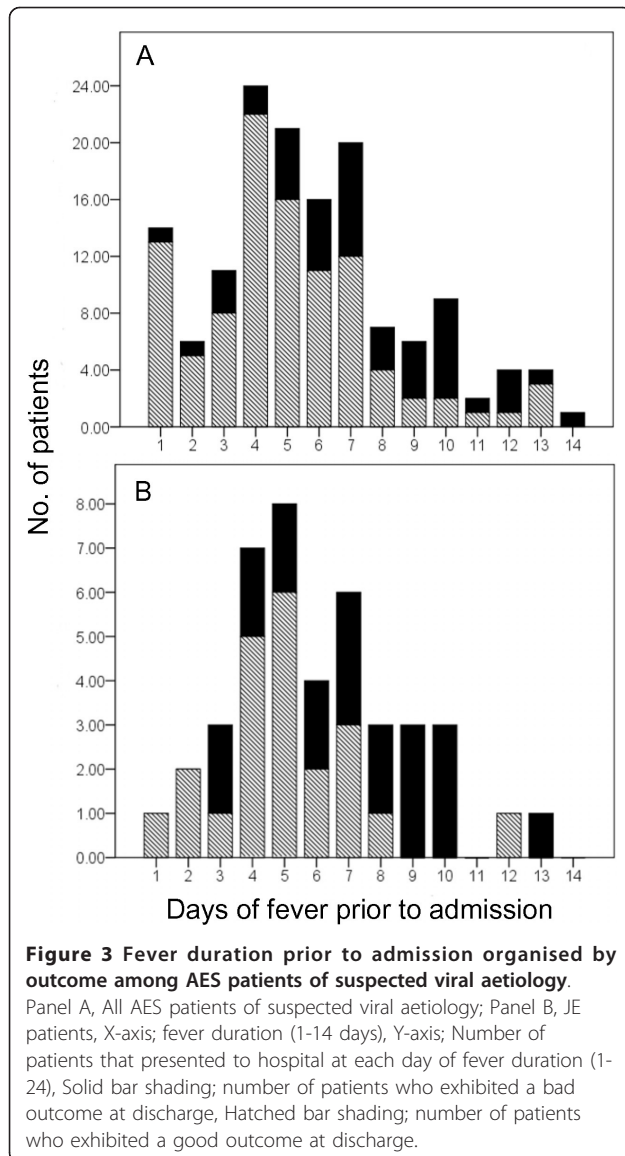 A
24.00
20.00
16.00
12.00
8.00
4.00
0.00
1 2 3 4 5 6 7 8 9 10 11 12 13 14
No. of patients
B
8.00
7.00
6.00
5.00
4.00
3.00
2.00
1.00
0.00
1 2 3 4 5 6 7 8 9 10 11 12 13 14
Days of fever prior to admission
Figure 3 Fever duration prior to admission organised by
outcome among AES patients of suspected viral aetiology.
Panel A, All AES patients of suspected viral aetiology; Panel B, JE
patients, X-axis; fever duration (1-14 days), Y-axis; Number of
patients that presented to hospital at each day of fever duration (1-
24), Solid bar shading; number of patients who exhibited a bad
outcome at discharge, Hatched bar shading; number of patients
who exhibited a good outcome at discharge.